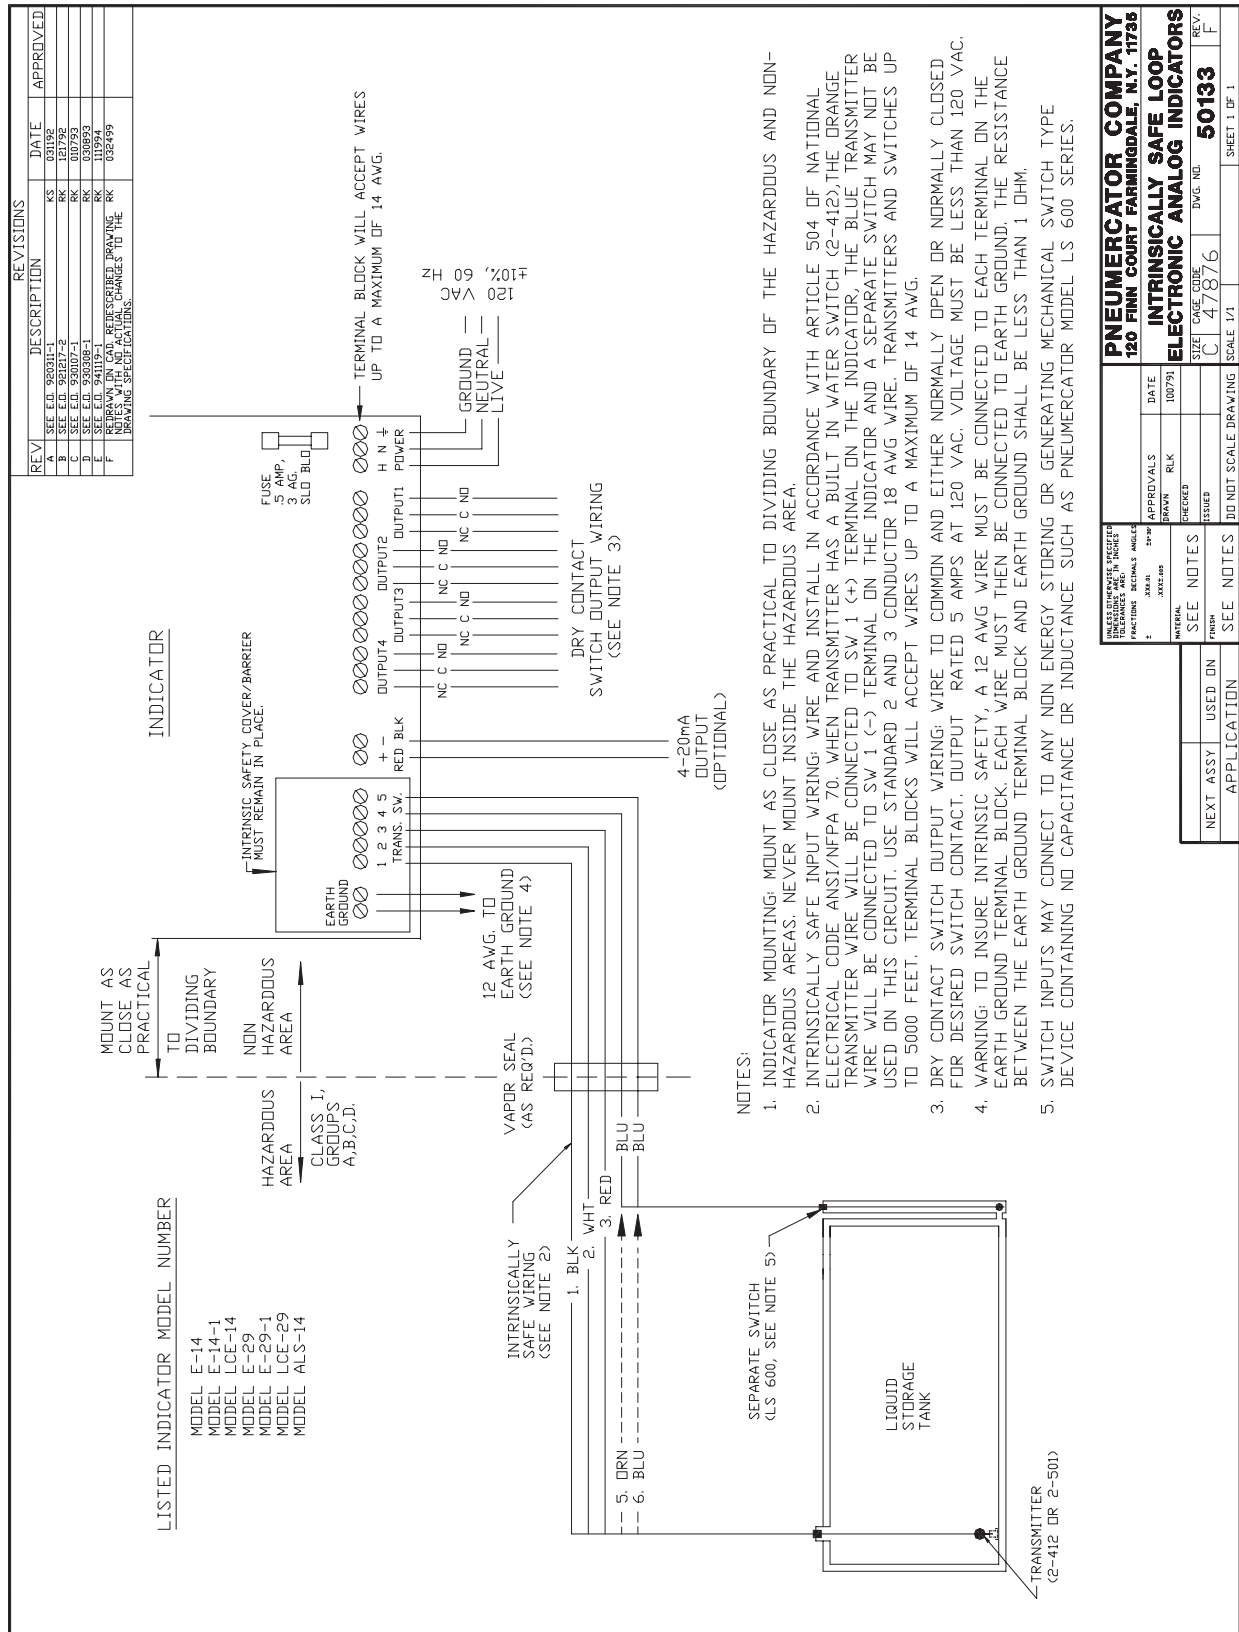 REVISIONS
REV DESCRIPTION DATE APPROVED
A SEE E.O. 920311-1 KS 031192
B SEE E.O. 921217-2 RK 121792
C SEE E.O. 930107-1 RK 010793
D SEE E.O. 930308-1 RK 030893
E SEE E.O. 941119-1 RK 111994
F REDRAWN ON CAD. REDESCRIBED DRAWING RK 032499
NOTES WITH NO ACTUAL CHANGES TO THE
DRAWING SPECIFICATIONS.
LISTED INDICATOR MODEL NUMBER
MODEL E-14
MODEL E-14-1
MODEL LCE-14
MODEL E-29
MODEL E-29-1
MODEL LCE-29
MODEL ALS-14
MOUNT AS
CLOSE AS
PRACTICAL
TO
DIVIDING
BOUNDARY
HAZARDOUS
AREA
NON
HAZARDOUS
AREA
CLASS I,
GROUPS
A,B,C,D.
INDICATOR
INTRINSIC SAFETY COVER/BARRIER
MUST REMAIN IN PLACE.
FUSE
.5 AMP,
3 AG.
SLO BLO
TERMINAL BLOCK WILL ACCEPT WIRES
UP TO A MAXIMUM OF 14 AWG.
EARTH
GROUND
1 2 3 4 5
TRANS. SW.
+ -
RED BLK
OUTPUT4 OUTPUT3 OUTPUT2 OUTPUT1
H N
POWER
NC C NO
NC C NO
NC C NO
NC C NO
GROUND
NEUTRAL
LIVE
120 VAC
±10%, 60 Hz
12 AWG. TO
EARTH GROUND
(SEE NOTE 4)
4-20mA
OUTPUT
(OPTIONAL)
DRY CONTACT
SWITCH OUTPUT WIRING
(SEE NOTE 3)
VAPOR SEAL
(AS REQ'D.)
INTRINSICALLY
SAFE WIRING
(SEE NOTE 2)
1. BLK
2. WHT
3. RED
5. ORN
BLU
6. BLU
BLU
SEPARATE SWITCH
(LS 600, SEE NOTE 5)
LIQUID
STORAGE
TANK
TRANSMITTER
(2-412 OR 2-501)
NOTES:
1. INDICATOR MOUNTING: MOUNT AS CLOSE AS PRACTICAL TO DIVIDING BOUNDARY OF THE HAZARDOUS AND NON-
HAZARDOUS AREAS. NEVER MOUNT INSIDE THE HAZARDOUS AREA.
2. INTRINSICALLY SAFE INPUT WIRING: WIRE AND INSTALL IN ACCORDANCE WITH ARTICLE 504 OF NATIONAL
ELECTRICAL CODE ANSI/NFPA 70. WHEN TRANSMITTER HAS A BUILT IN WATER SWITCH (2-412),THE ORANGE
TRANSMITTER WIRE WILL BE CONNECTED TO SW 1 (+) TERMINAL ON THE INDICATOR, THE BLUE TRANSMITTER
WIRE WILL BE CONNECTED TO SW 1 (-) TERMINAL ON THE INDICATOR AND A SEPARATE SWITCH MAY NOT BE
USED ON THIS CIRCUIT. USE STANDARD 2 AND 3 CONDUCTOR 18 AWG WIRE. TRANSMITTERS AND SWITCHES UP
TO 5000 FEET. TERMINAL BLOCKS WILL ACCEPT WIRES UP TO A MAXIMUM OF 14 AWG.
3. DRY CONTACT SWITCH OUTPUT WIRING: WIRE TO COMMON AND EITHER NORMALLY OPEN OR NORMALLY CLOSED
FOR DESIRED SWITCH CONTACT. OUTPUT RATED 5 AMPS AT 120 VAC. VOLTAGE MUST BE LESS THAN 120 VAC.
4. WARNING: TO INSURE INTRINSIC SAFETY, A 12 AWG WIRE MUST BE CONNECTED TO EACH TERMINAL ON THE
EARTH GROUND TERMINAL BLOCK. EACH WIRE MUST THEN BE CONNECTED TO EARTH GROUND. THE RESISTANCE
BETWEEN THE EARTH GROUND TERMINAL BLOCK AND EARTH GROUND SHALL BE LESS THAN 1 OHM.
5. SWITCH INPUTS MAY CONNECT TO ANY NON ENERGY STORING OR GENERATING MECHANICAL SWITCH TYPE
DEVICE CONTAINING NO CAPACITANCE OR INDUCTANCE SUCH AS PNEUMERCATOR MODEL LS 600 SERIES.
NEXT ASSY USED ON
APPLICATION
UNLESS OTHERWISE SPECIFIED
DIMENSIONS ARE IN INCHES
TOLERANCES ARE:
FRACTIONS DECIMALS ANGLES
± .XX±.01 ±0°30'
.XXX±.005
MATERIAL
SEE NOTES
FINISH
SEE NOTES
APPROVALS DATE
DRAWN RLK 100791
CHECKED
ISSUED
DO NOT SCALE DRAWING
PNEUMERCATOR COMPANY
120 FINN COURT FARMINGDALE, N.Y. 11735
INTRINSICALLY SAFE LOOP
ELECTRONIC ANALOG INDICATORS
SIZE C CAGE CODE 47876 DWG. NO. 50133 REV. F
SCALE 1/1 SHEET 1 OF 1